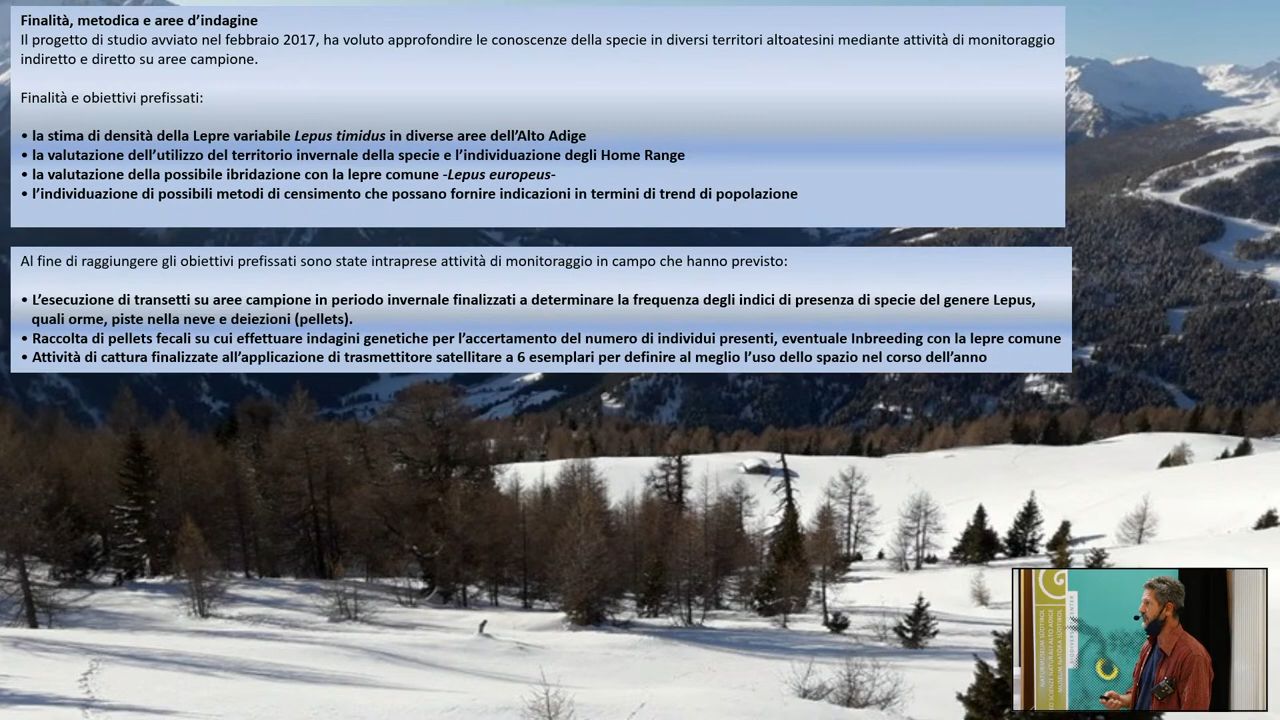 Finalità, metodica e aree d'indagine
Il progetto di studio avviato nel febbraio 2017, ha voluto approfondire le conoscenze della specie in diversi territori altoatesini mediante attività di monitoraggio
indiretto e diretto su aree campione.
Finalità e obiettivi prefissati:
• la stima di densità della Lepre variabile Lepus timidus in diverse aree dell'Alto Adige
• la valutazione dell'utilizzo del territorio invernale della specie e l'individuazione degli Home Range
• la valutazione della possibile ibridazione con la lepre comune -Lepus europeus-
• l'individuazione di possibili metodi di censimento che possano fornire indicazioni in termini di trend di popolazione
Al fine di raggiungere gli obiettivi prefissati sono state intraprese attività di monitoraggio in campo che hanno previsto:
• L'esecuzione di transetti su aree campione in periodo invernale finalizzati a determinare la frequenza degli indici di presenza di specie del genere Lepus,
quali orme, piste nella neve e deiezioni (pellets).
• Raccolta di pellets fecali su cui effettuare indagini genetiche per l'accertamento del numero di individui presenti, eventuale Inbreeding con la lepre comune
• Attività di cattura finalizzate all'applicazione di trasmettitore satellitare a 6 esemplari per definire al meglio l'uso dello spazio nel corso dell'anno
NATURMUSEUM SÜDTIROL
SCIENZE NATURALI ALTO ADIGE
MUSEUM NATÖRA SÜDTIROL